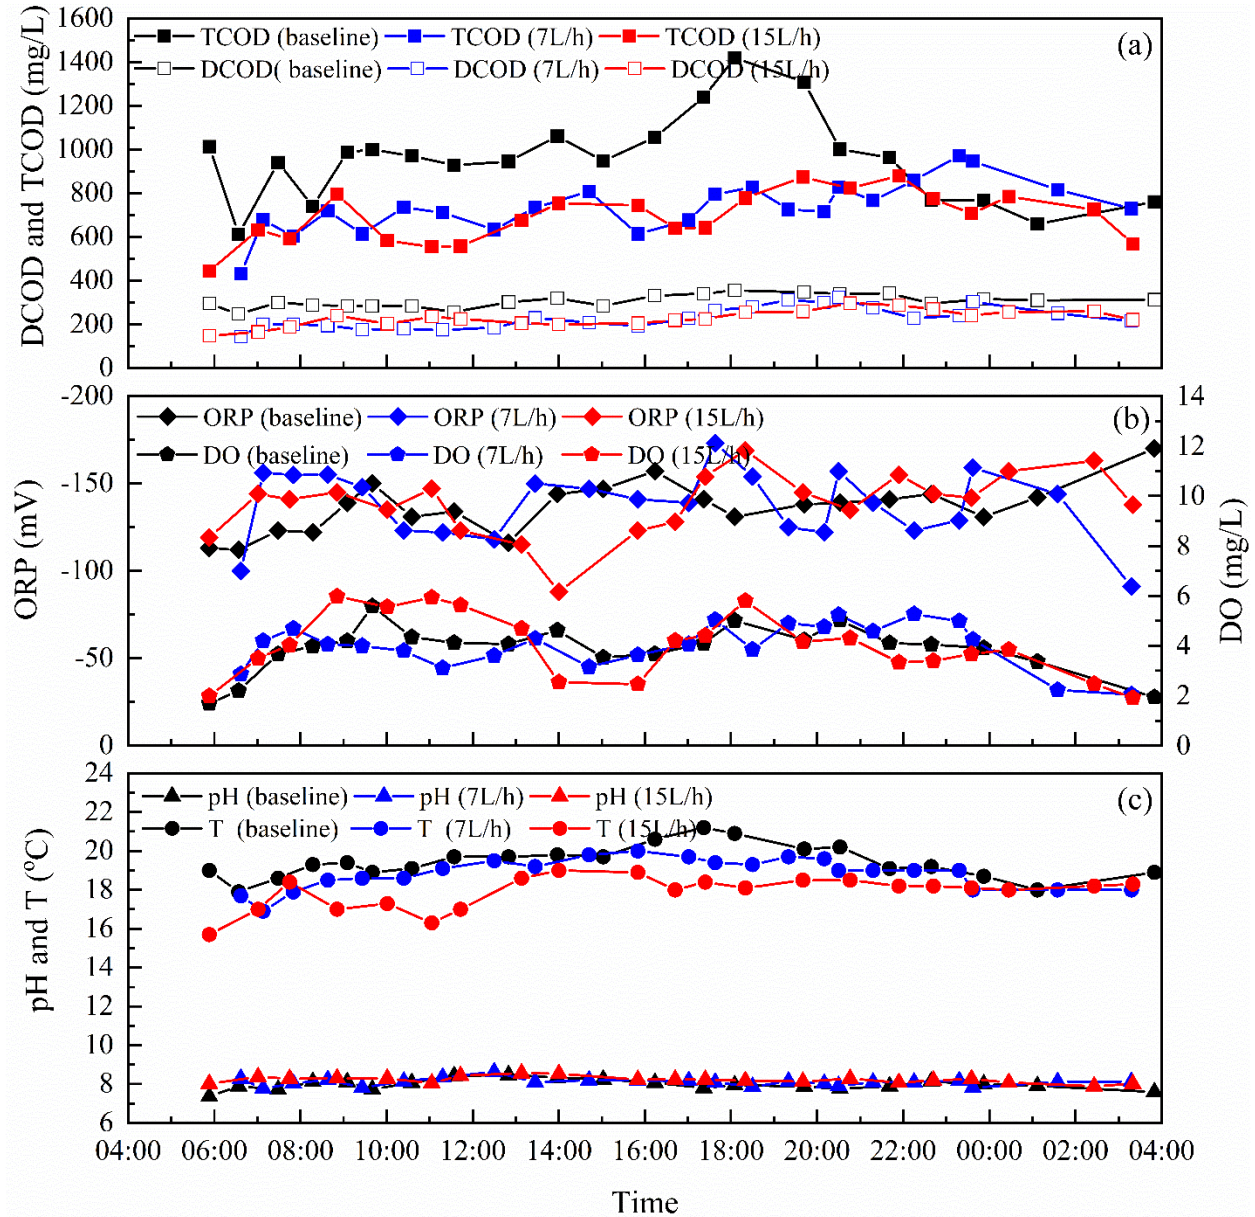 1600
1400
1200
1000
800
600
400
200
0
DCOD and TCOD (mg/L)
TCOD (baseline) TCOD (7L/h) TCOD (15L/h)
DCOD( baseline) DCOD (7L/h) DCOD (15L/h)
(a)
-200
-150
-100
-50
0
ORP (mV)
ORP (baseline) ORP (7L/h) ORP (15L/h)
DO (baseline) DO (7L/h) DO (15L/h)
(b)
14
12
10
8
6
4
2
0
DO (mg/L)
24
22
20
18
16
14
12
10
8
6
pH and T (°C)
pH (baseline) pH (7L/h) pH (15L/h)
T (baseline) T (7L/h) T (15L/h)
(c)
04:00 06:00 08:00 10:00 12:00 14:00 16:00 18:00 20:00 22:00 00:00 02:00 04:00
Time